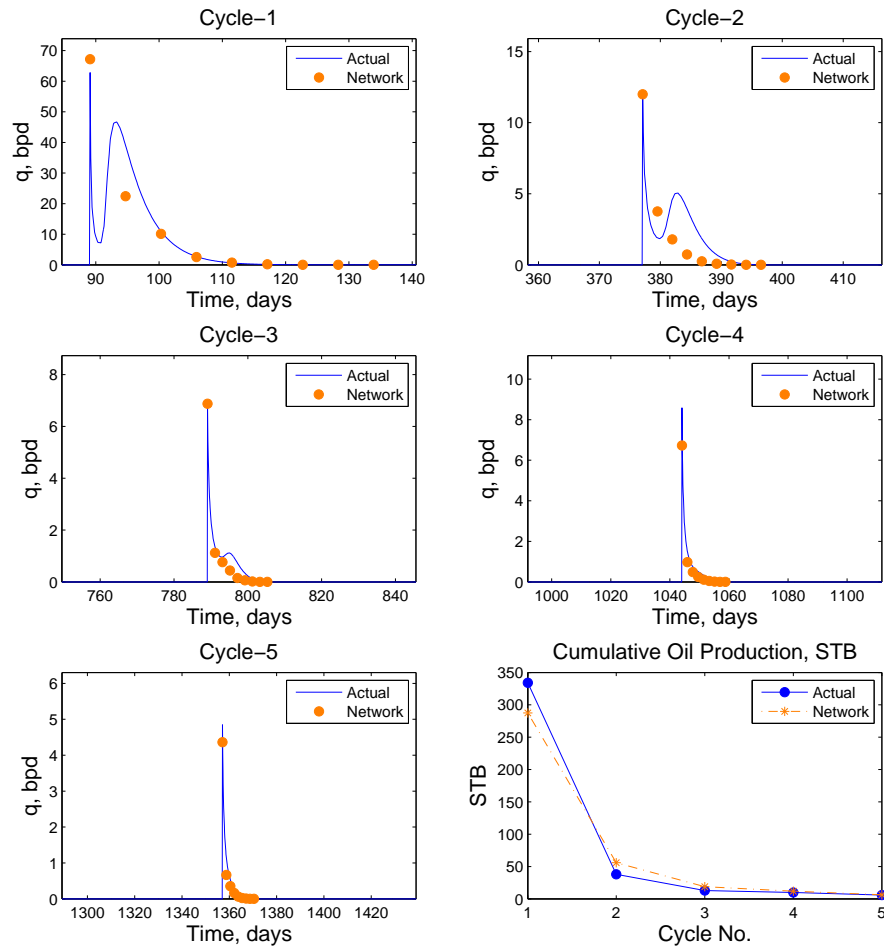 Cycle−1
70
60
50
40
30
20
10
0
90 100 110 120 130 140
q, bpd
Time, days
Actual
Network
Cycle−2
15
10
5
0
360 370 380 390 400 410
q, bpd
Time, days
Actual
Network
Cycle−3
8
6
4
2
0
760 780 800 820 840
q, bpd
Time, days
Actual
Network
Cycle−4
10
8
6
4
2
0
1000 1020 1040 1060 1080 1100
q, bpd
Time, days
Actual
Network
Cycle−5
6
5
4
3
2
1
0
1300 1320 1340 1360 1380 1400 1420
q, bpd
Time, days
Actual
Network
Cumulative Oil Production, STB
350
300
250
200
150
100
50
0
1 2 3 4 5
STB
Cycle No.
Actual
Network